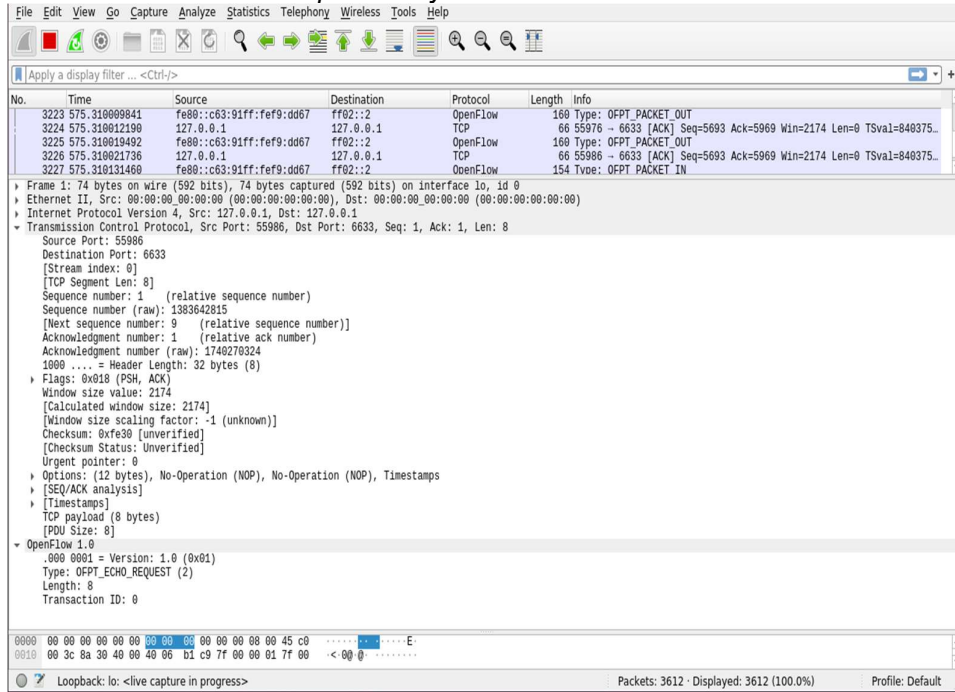 File Edit View Go Capture Analyze Statistics Telephony Wireless Tools Help
Apply a display filter ... <Ctrl-/>
No. Time Source Destination Protocol Length Info
3223 575.310009841 fe80::c63:91ff:fef9:dd67 ff02::2 OpenFlow 160 Type: OFPT_PACKET_OUT
3224 575.310012190 127.0.0.1 127.0.0.1 TCP 66 55976 → 6633 [ACK] Seq=5693 Ack=5969 Win=2174 Len=0 TSval=840375…
3225 575.310019492 fe80::c63:91ff:fef9:dd67 ff02::2 OpenFlow 160 Type: OFPT_PACKET_OUT
3226 575.310021736 127.0.0.1 127.0.0.1 TCP 66 55986 → 6633 [ACK] Seq=5693 Ack=5969 Win=2174 Len=0 TSval=840375…
3227 575.310131460 fe80::c63:91ff:fef9:dd67 ff02::2 OpenFlow 154 Type: OFPT_PACKET_IN
Frame 1: 74 bytes on wire (592 bits), 74 bytes captured (592 bits) on interface lo, id 0
Ethernet II, Src: 00:00:00_00:00:00 (00:00:00:00:00:00), Dst: 00:00:00_00:00:00 (00:00:00:00:00:00)
Internet Protocol Version 4, Src: 127.0.0.1, Dst: 127.0.0.1
Transmission Control Protocol, Src Port: 55986, Dst Port: 6633, Seq: 1, Ack: 1, Len: 8
Source Port: 55986
Destination Port: 6633
[Stream index: 0]
[TCP Segment Len: 8]
Sequence number: 1 (relative sequence number)
Sequence number (raw): 1383642815
[Next sequence number: 9 (relative sequence number)]
Acknowledgment number: 1 (relative ack number)
Acknowledgment number (raw): 1740270324
1000 .... = Header Length: 32 bytes (8)
Flags: 0x018 (PSH, ACK)
Window size value: 2174
[Calculated window size: 2174]
[Window size scaling factor: -1 (unknown)]
Checksum: 0xfe30 [unverified]
[Checksum Status: Unverified]
Urgent pointer: 0
Options: (12 bytes), No-Operation (NOP), No-Operation (NOP), Timestamps
[SEQ/ACK analysis]
[Timestamps]
TCP payload (8 bytes)
[PDU Size: 8]
OpenFlow 1.0
.000 0001 = Version: 1.0 (0x01)
Type: OFPT_ECHO_REQUEST (2)
Length: 8
Transaction ID: 0
0000 00 00 00 00 00 00 00 00 00 00 00 00 08 00 45 c0 ········ ······E·
0010 00 3c 8a 30 40 00 40 06 b1 c9 7f 00 00 01 7f 00 ·<·0@·@· ········
Loopback: lo: <live capture in progress> Packets: 3612 · Displayed: 3612 (100.0%) Profile: Default